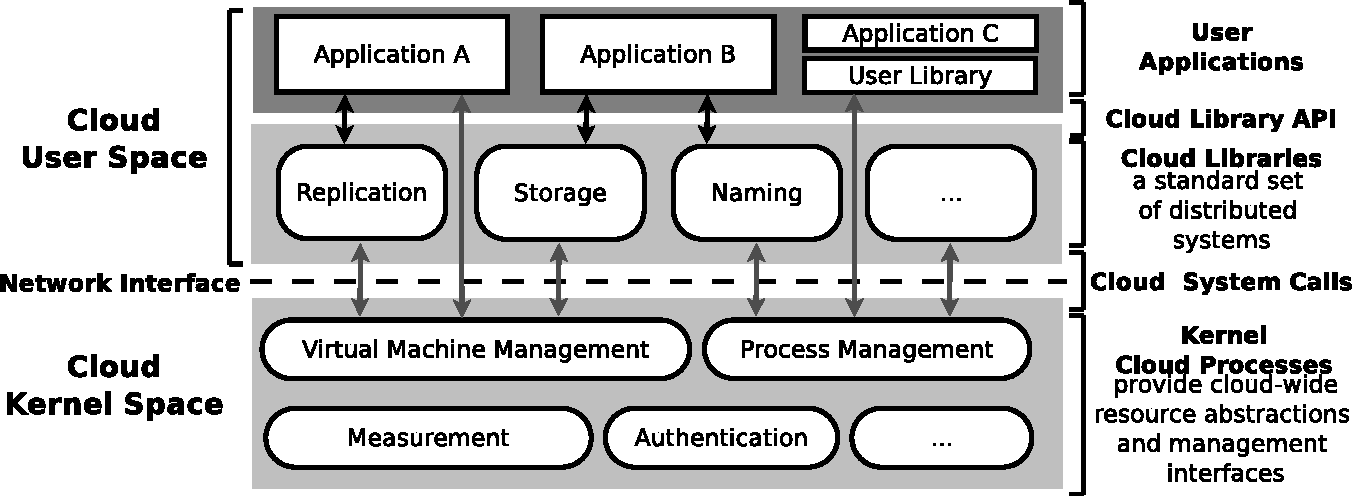 Application A
Application B
Application C
User Library
User
Applications
Cloud
User Space
Cloud Library API
Replication
Storage
Naming
...
Cloud Libraries
a standard set
of distributed
systems
Network Interface
Cloud System Calls
Cloud
Kernel Space
Virtual Machine Management
Process Management
Measurement
Authentication
...
Kernel
Cloud Processes
provide cloud-wide
resource abstractions
and management
interfaces